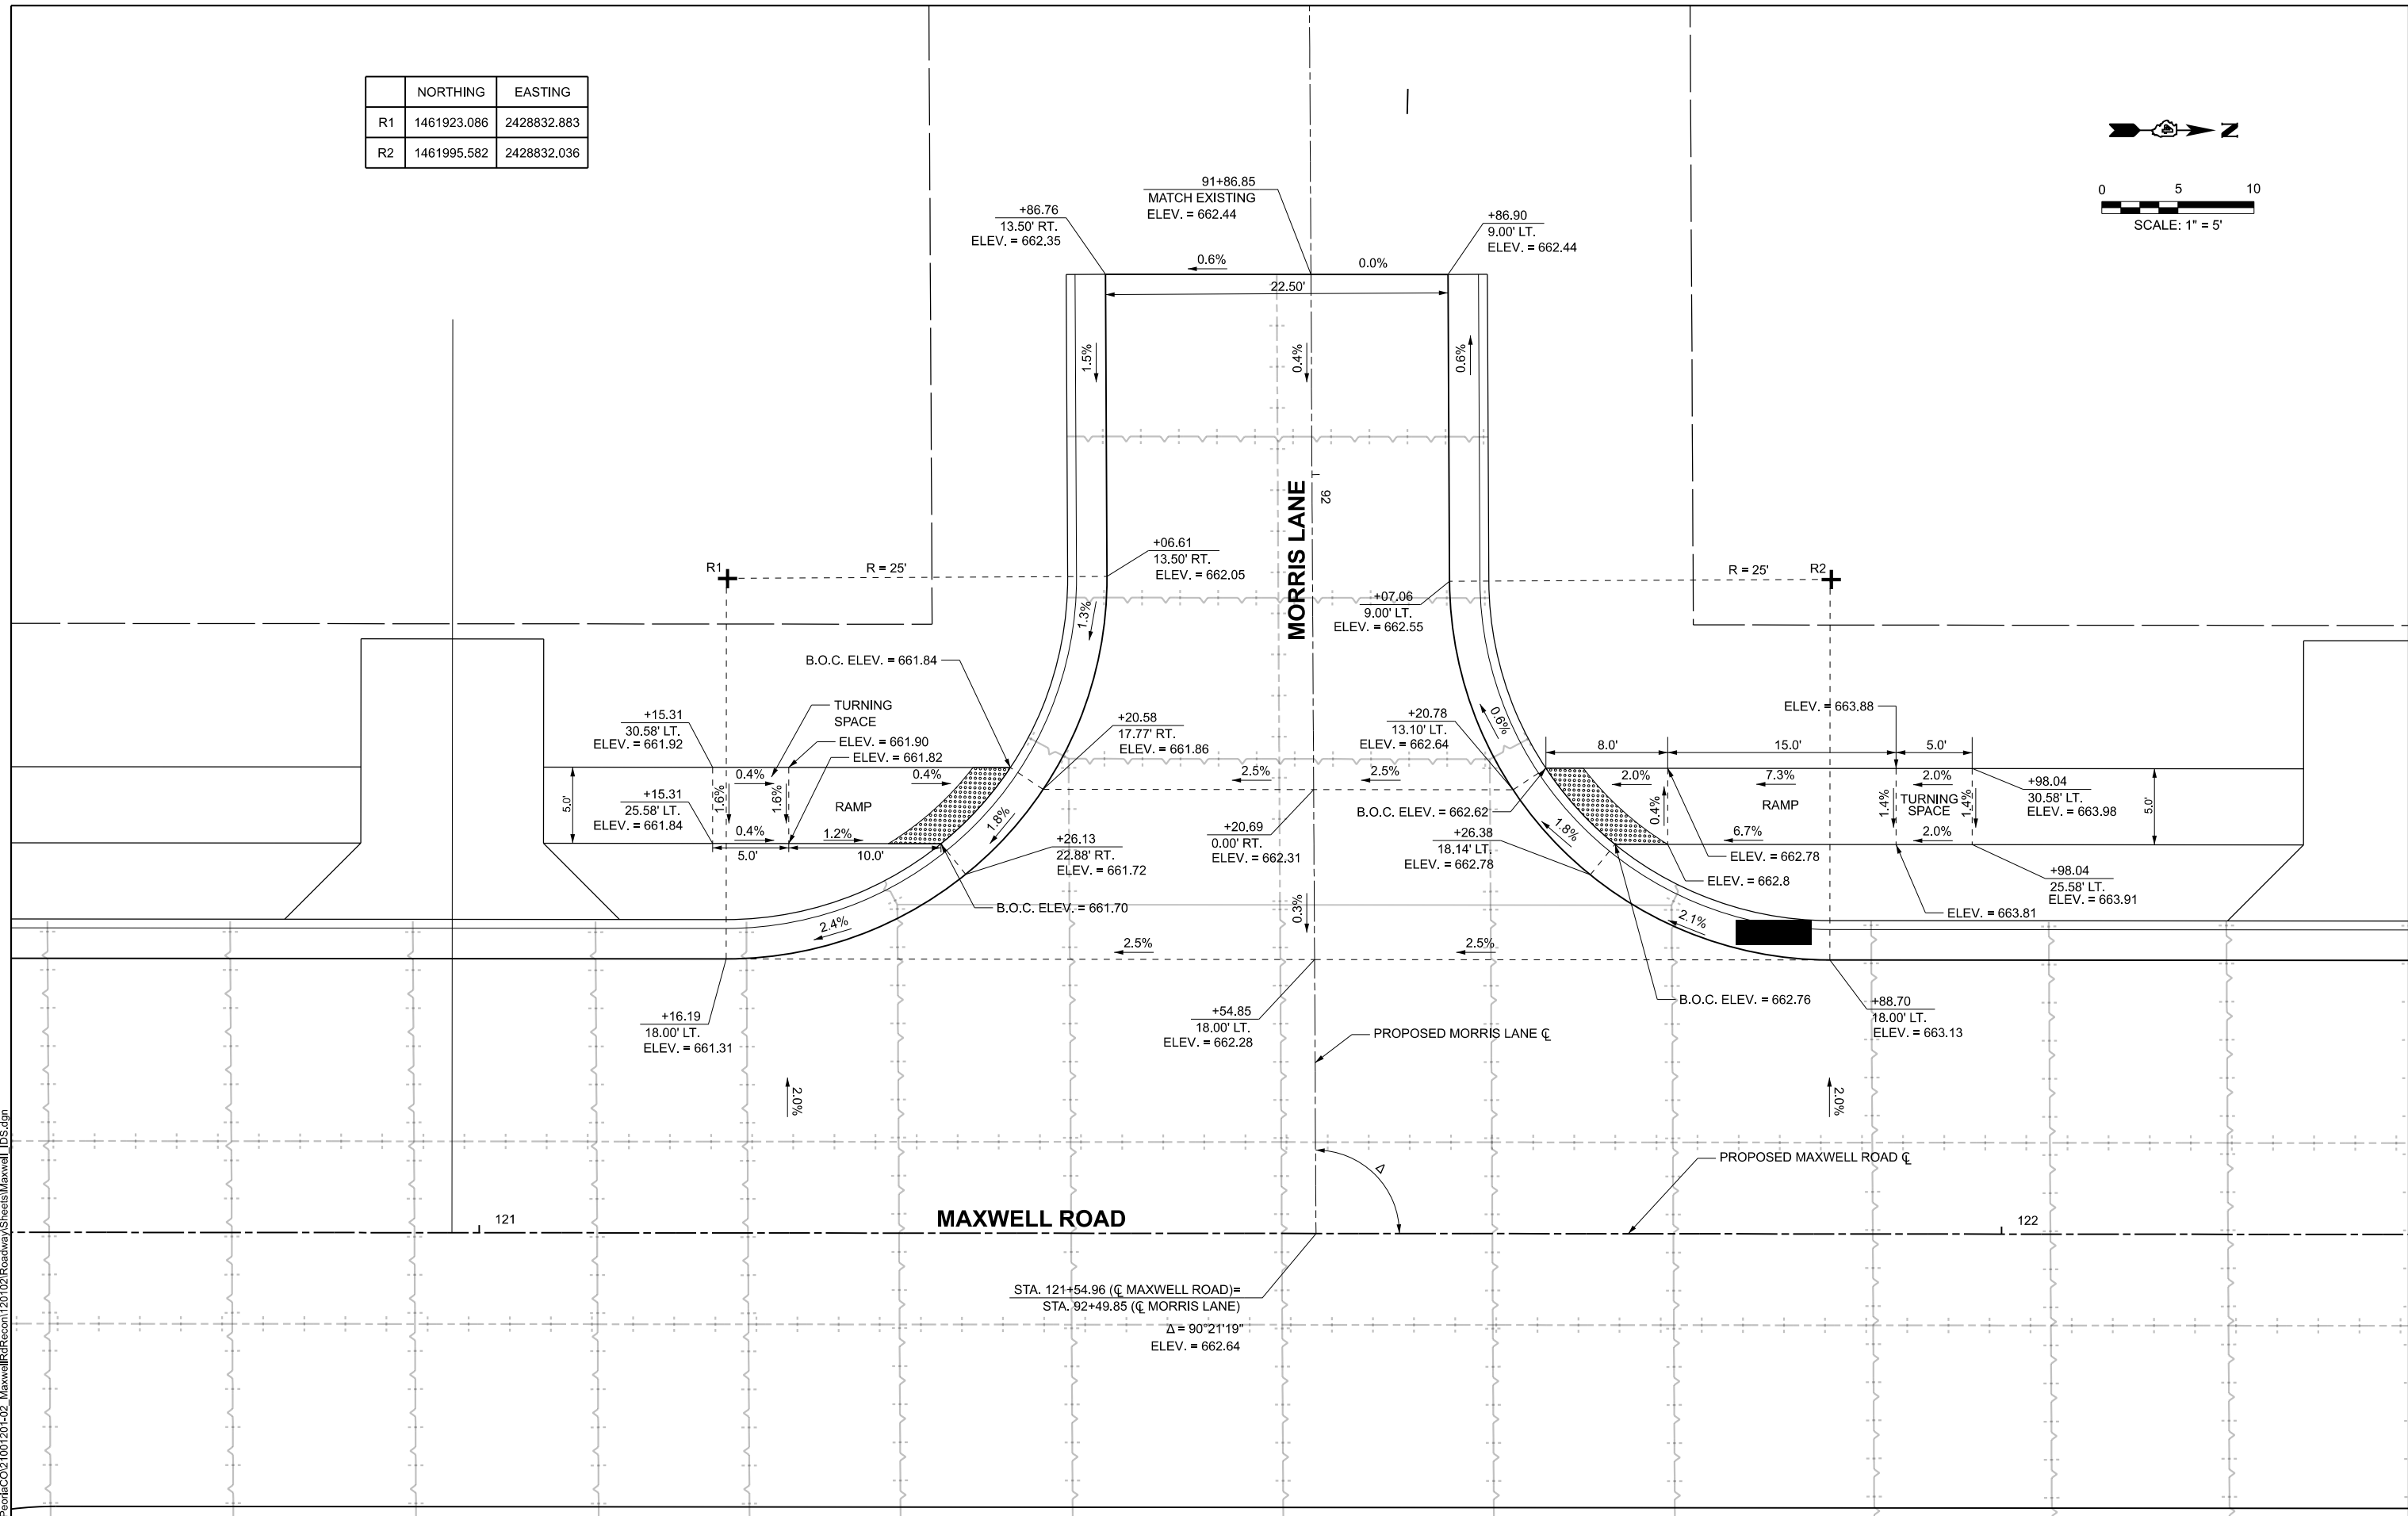 NORTHING EASTING
R1 1461923.086 2428832.883
R2 1461995.582 2428832.036
N
0 5 10
SCALE: 1" = 5'
91+86.85
MATCH EXISTING
ELEV. = 662.44
+86.76
13.50' RT.
ELEV. = 662.35
+86.90
9.00' LT.
ELEV. = 662.44
0.6%
0.0%
22.50'
1.5%
0.4%
0.6%
MORRIS LANE
92
+06.61
13.50' RT.
ELEV. = 662.05
R1
R = 25'
R = 25'
R2
+07.06
9.00' LT.
ELEV. = 662.55
1.3%
B.O.C. ELEV. = 661.84
TURNING
SPACE
ELEV. = 661.90
ELEV. = 661.82
+15.31
30.58' LT.
ELEV. = 661.92
+15.31
25.58' LT.
ELEV. = 661.84
5.0'
0.4%
1.6%
1.6%
0.4%
RAMP
0.4%
1.2%
5.0'
10.0'
1.8%
2.4%
+20.58
17.77' RT.
ELEV. = 661.86
+26.13
22.88' RT.
ELEV. = 661.72
B.O.C. ELEV. = 661.70
2.5%
2.5%
+20.69
0.00' RT.
ELEV. = 662.31
+20.78
13.10' LT.
ELEV. = 662.64
0.6%
B.O.C. ELEV. = 662.62
+26.38
18.14' LT.
ELEV. = 662.78
1.8%
ELEV. = 663.88
8.0'
15.0'
5.0'
2.0%
7.3%
2.0%
0.4%
RAMP
1.4%
TURNING
SPACE
1.4%
6.7%
2.0%
5.0'
+98.04
30.58' LT.
ELEV. = 663.98
ELEV. = 662.78
ELEV. = 662.8
+98.04
25.58' LT.
ELEV. = 663.91
ELEV. = 663.81
2.1%
0.3%
2.5%
2.5%
B.O.C. ELEV. = 662.76
+16.19
18.00' LT.
ELEV. = 661.31
+54.85
18.00' LT.
ELEV. = 662.28
PROPOSED MORRIS LANE ℄
+88.70
18.00' LT.
ELEV. = 663.13
2.0%
2.0%
Δ
PROPOSED MAXWELL ROAD ℄
121
MAXWELL ROAD
122
STA. 121+54.96 (℄ MAXWELL ROAD)=
STA. 92+49.85 (℄ MORRIS LANE)
Δ = 90°21'19"
ELEV. = 662.64
PeoriaCO\21001201-02_MaxwellRdRecon\120102\Roadway\Sheets\Maxwell_IDS.dgn